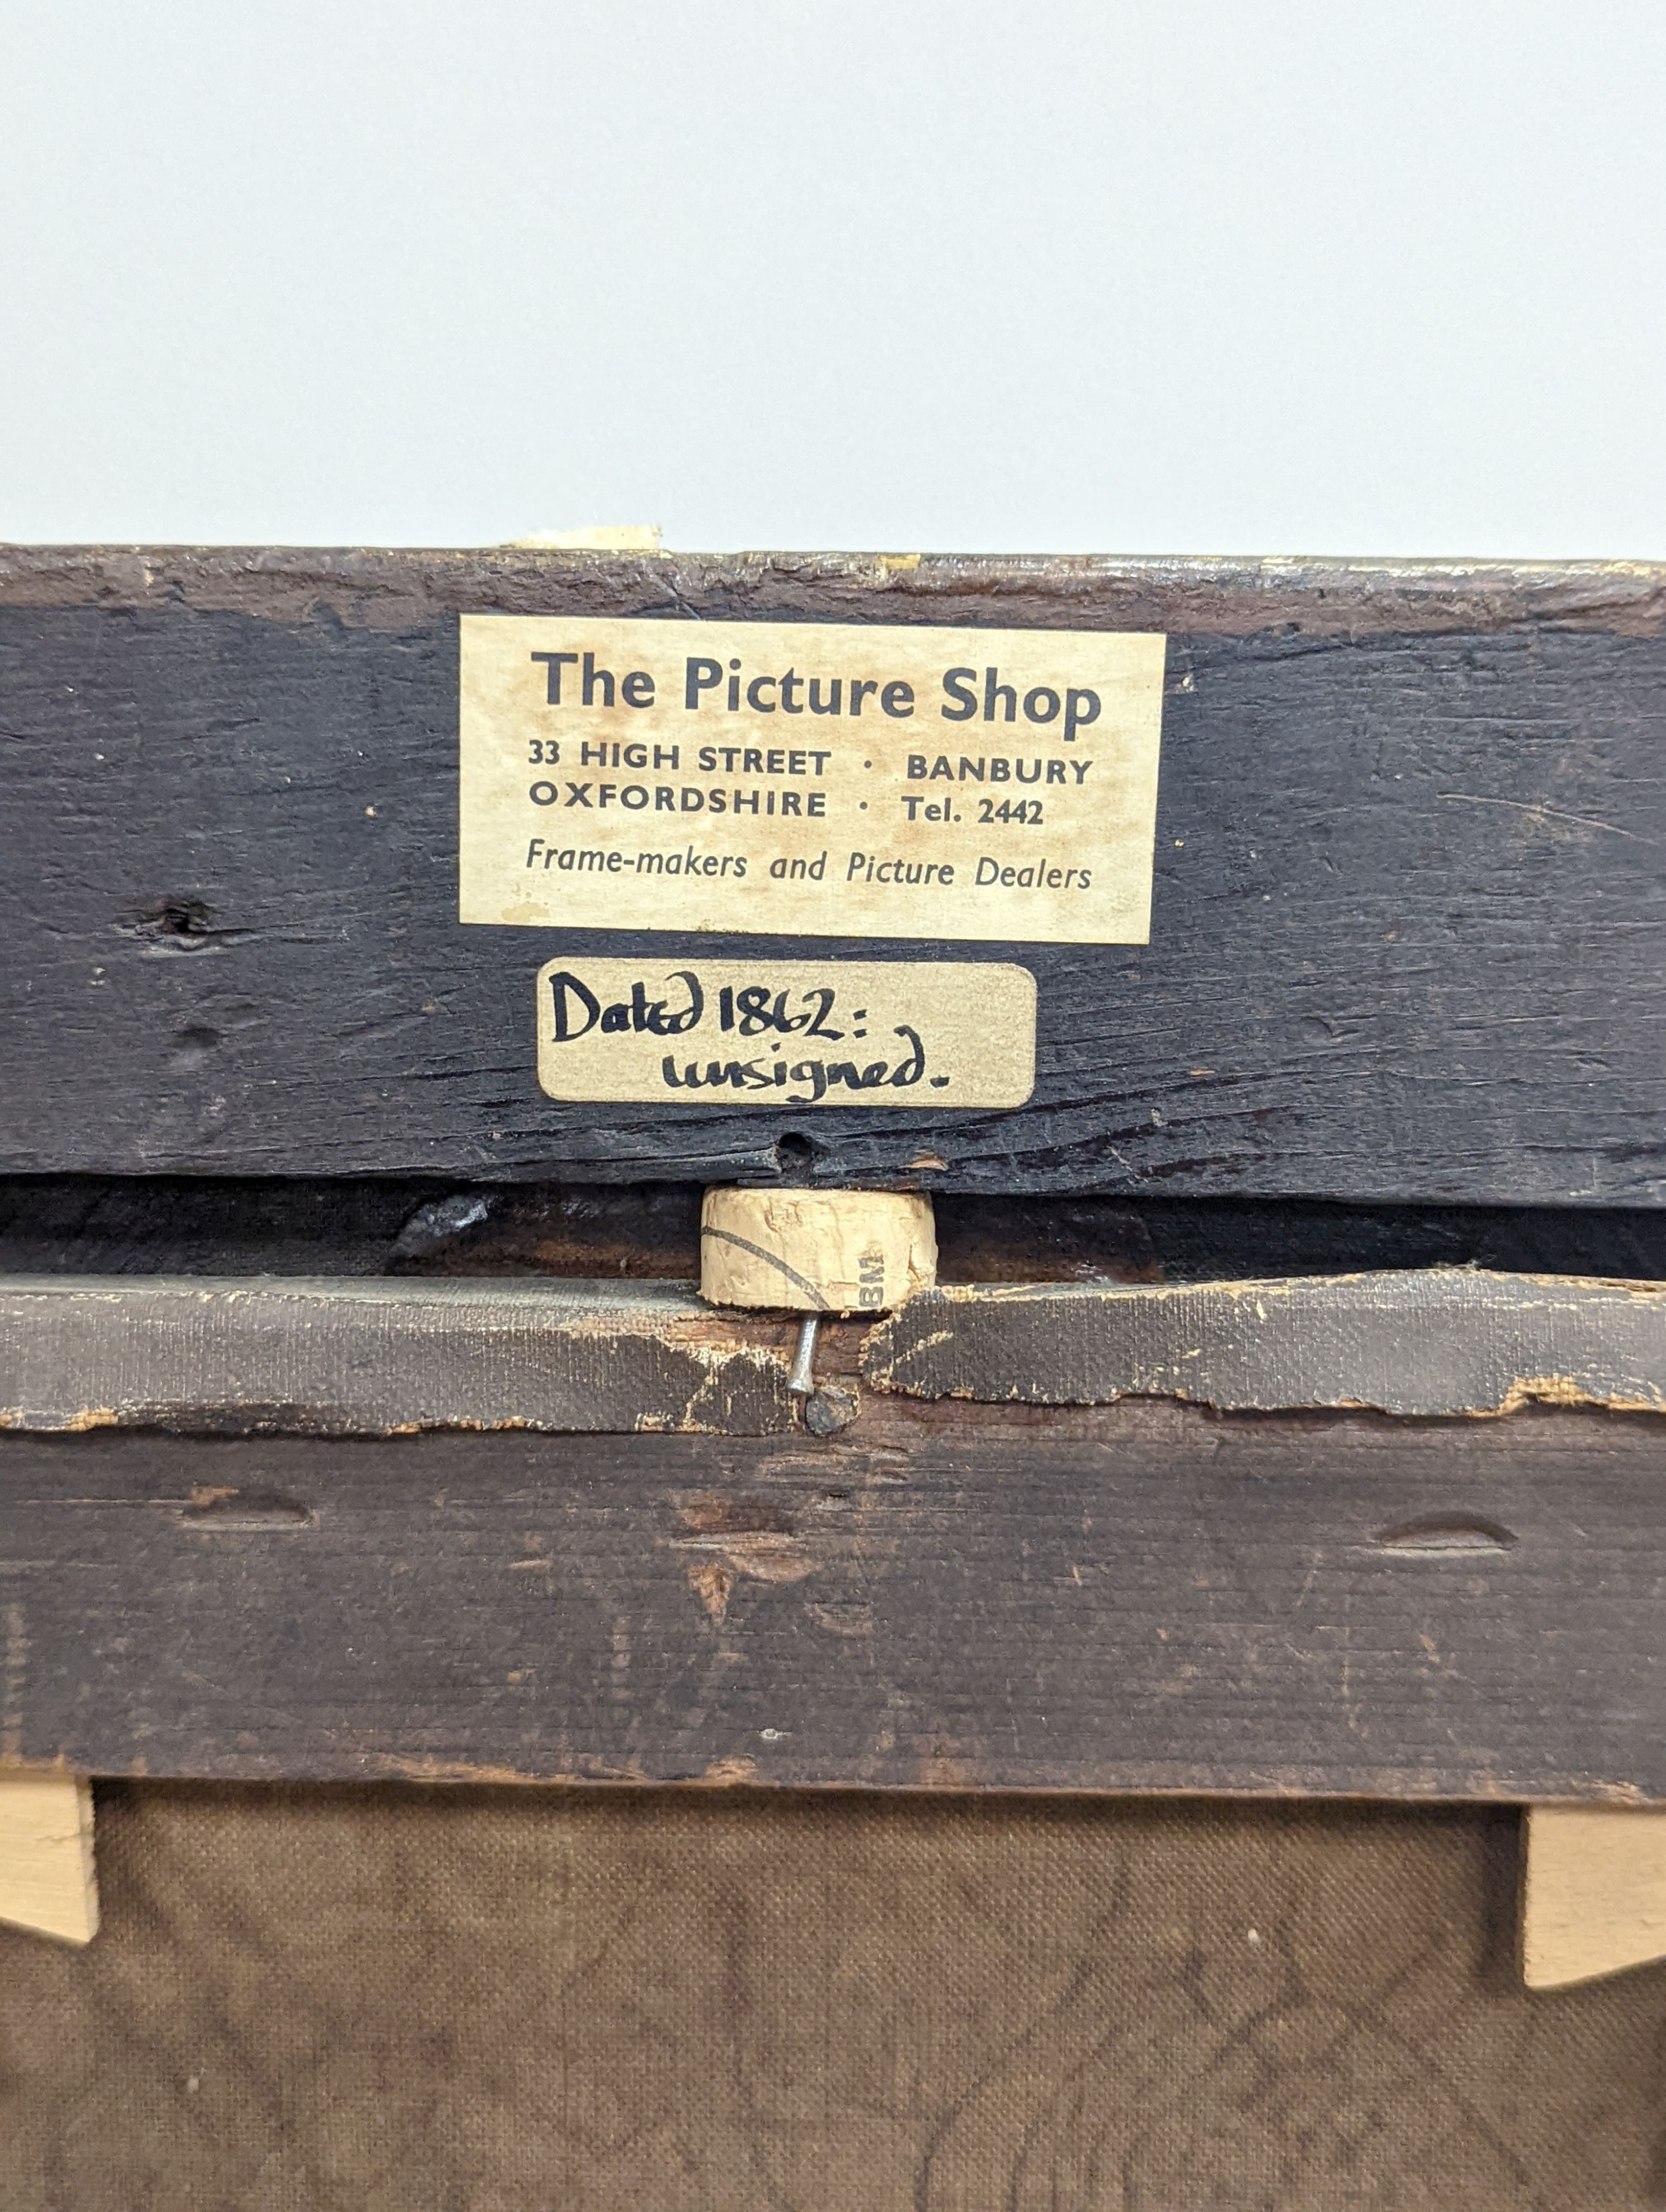 The Picture Shop
33 HIGH STREET · BANBURY
OXFORDSHIRE · Tel. 2442
Frame-makers and Picture Dealers
Dated 1862:
unsigned.
BM